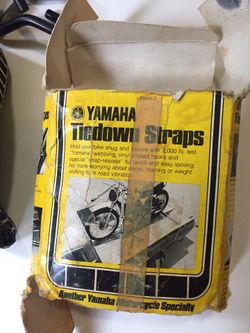 YAMAHA
Tiedown Straps
Hold your bike snug and secure with 2,000 lb. test
"Yamaha" webbing, vinyl coated hooks and
special "snap-release" for quick and easy locking.
No more worrying about dents, marking or weight
shifting from road vibration.
Another Yamaha Motorcycle Specialty